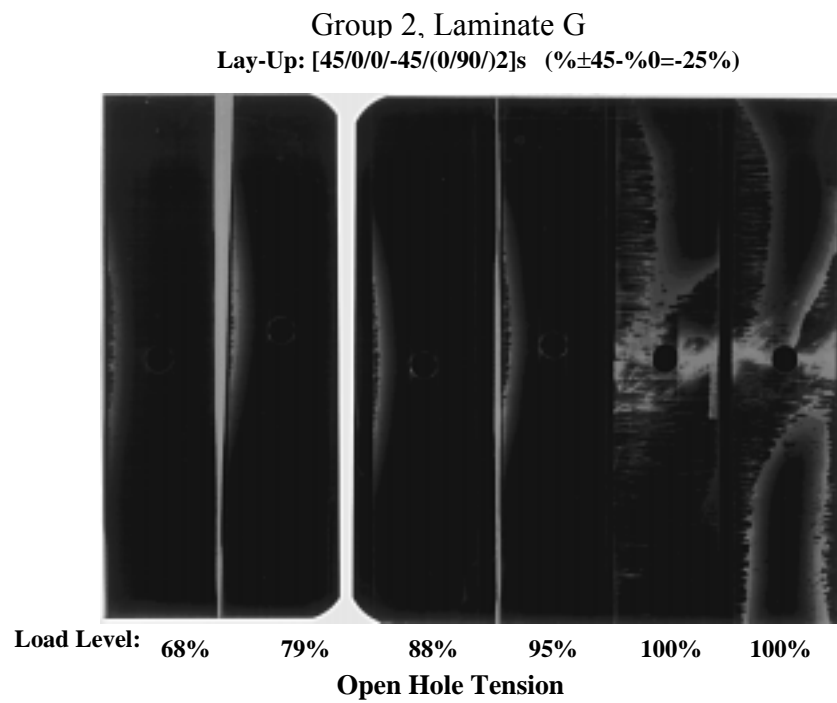 Group 2, Laminate G
Lay-Up: [45/0/0/-45/(0/90/)2]s (%±45-%0=-25%)
Load Level: 68% 79% 88% 95% 100% 100%
Open Hole Tension